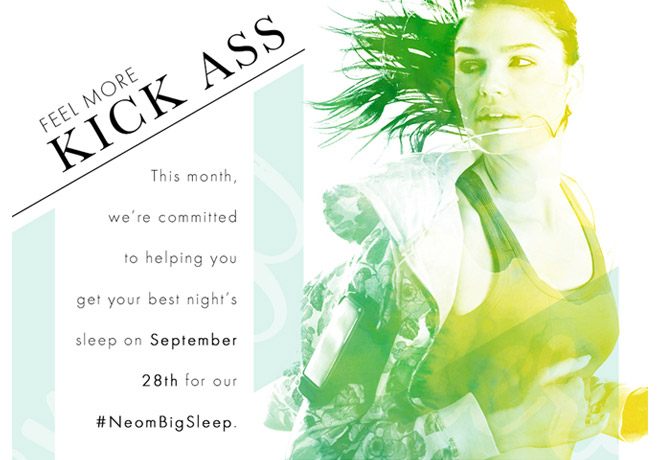 FEEL MORE
KICK ASS
This month,
we're committed
to helping you
get your best night's
sleep on September
28th for our
#NeomBigSleep.